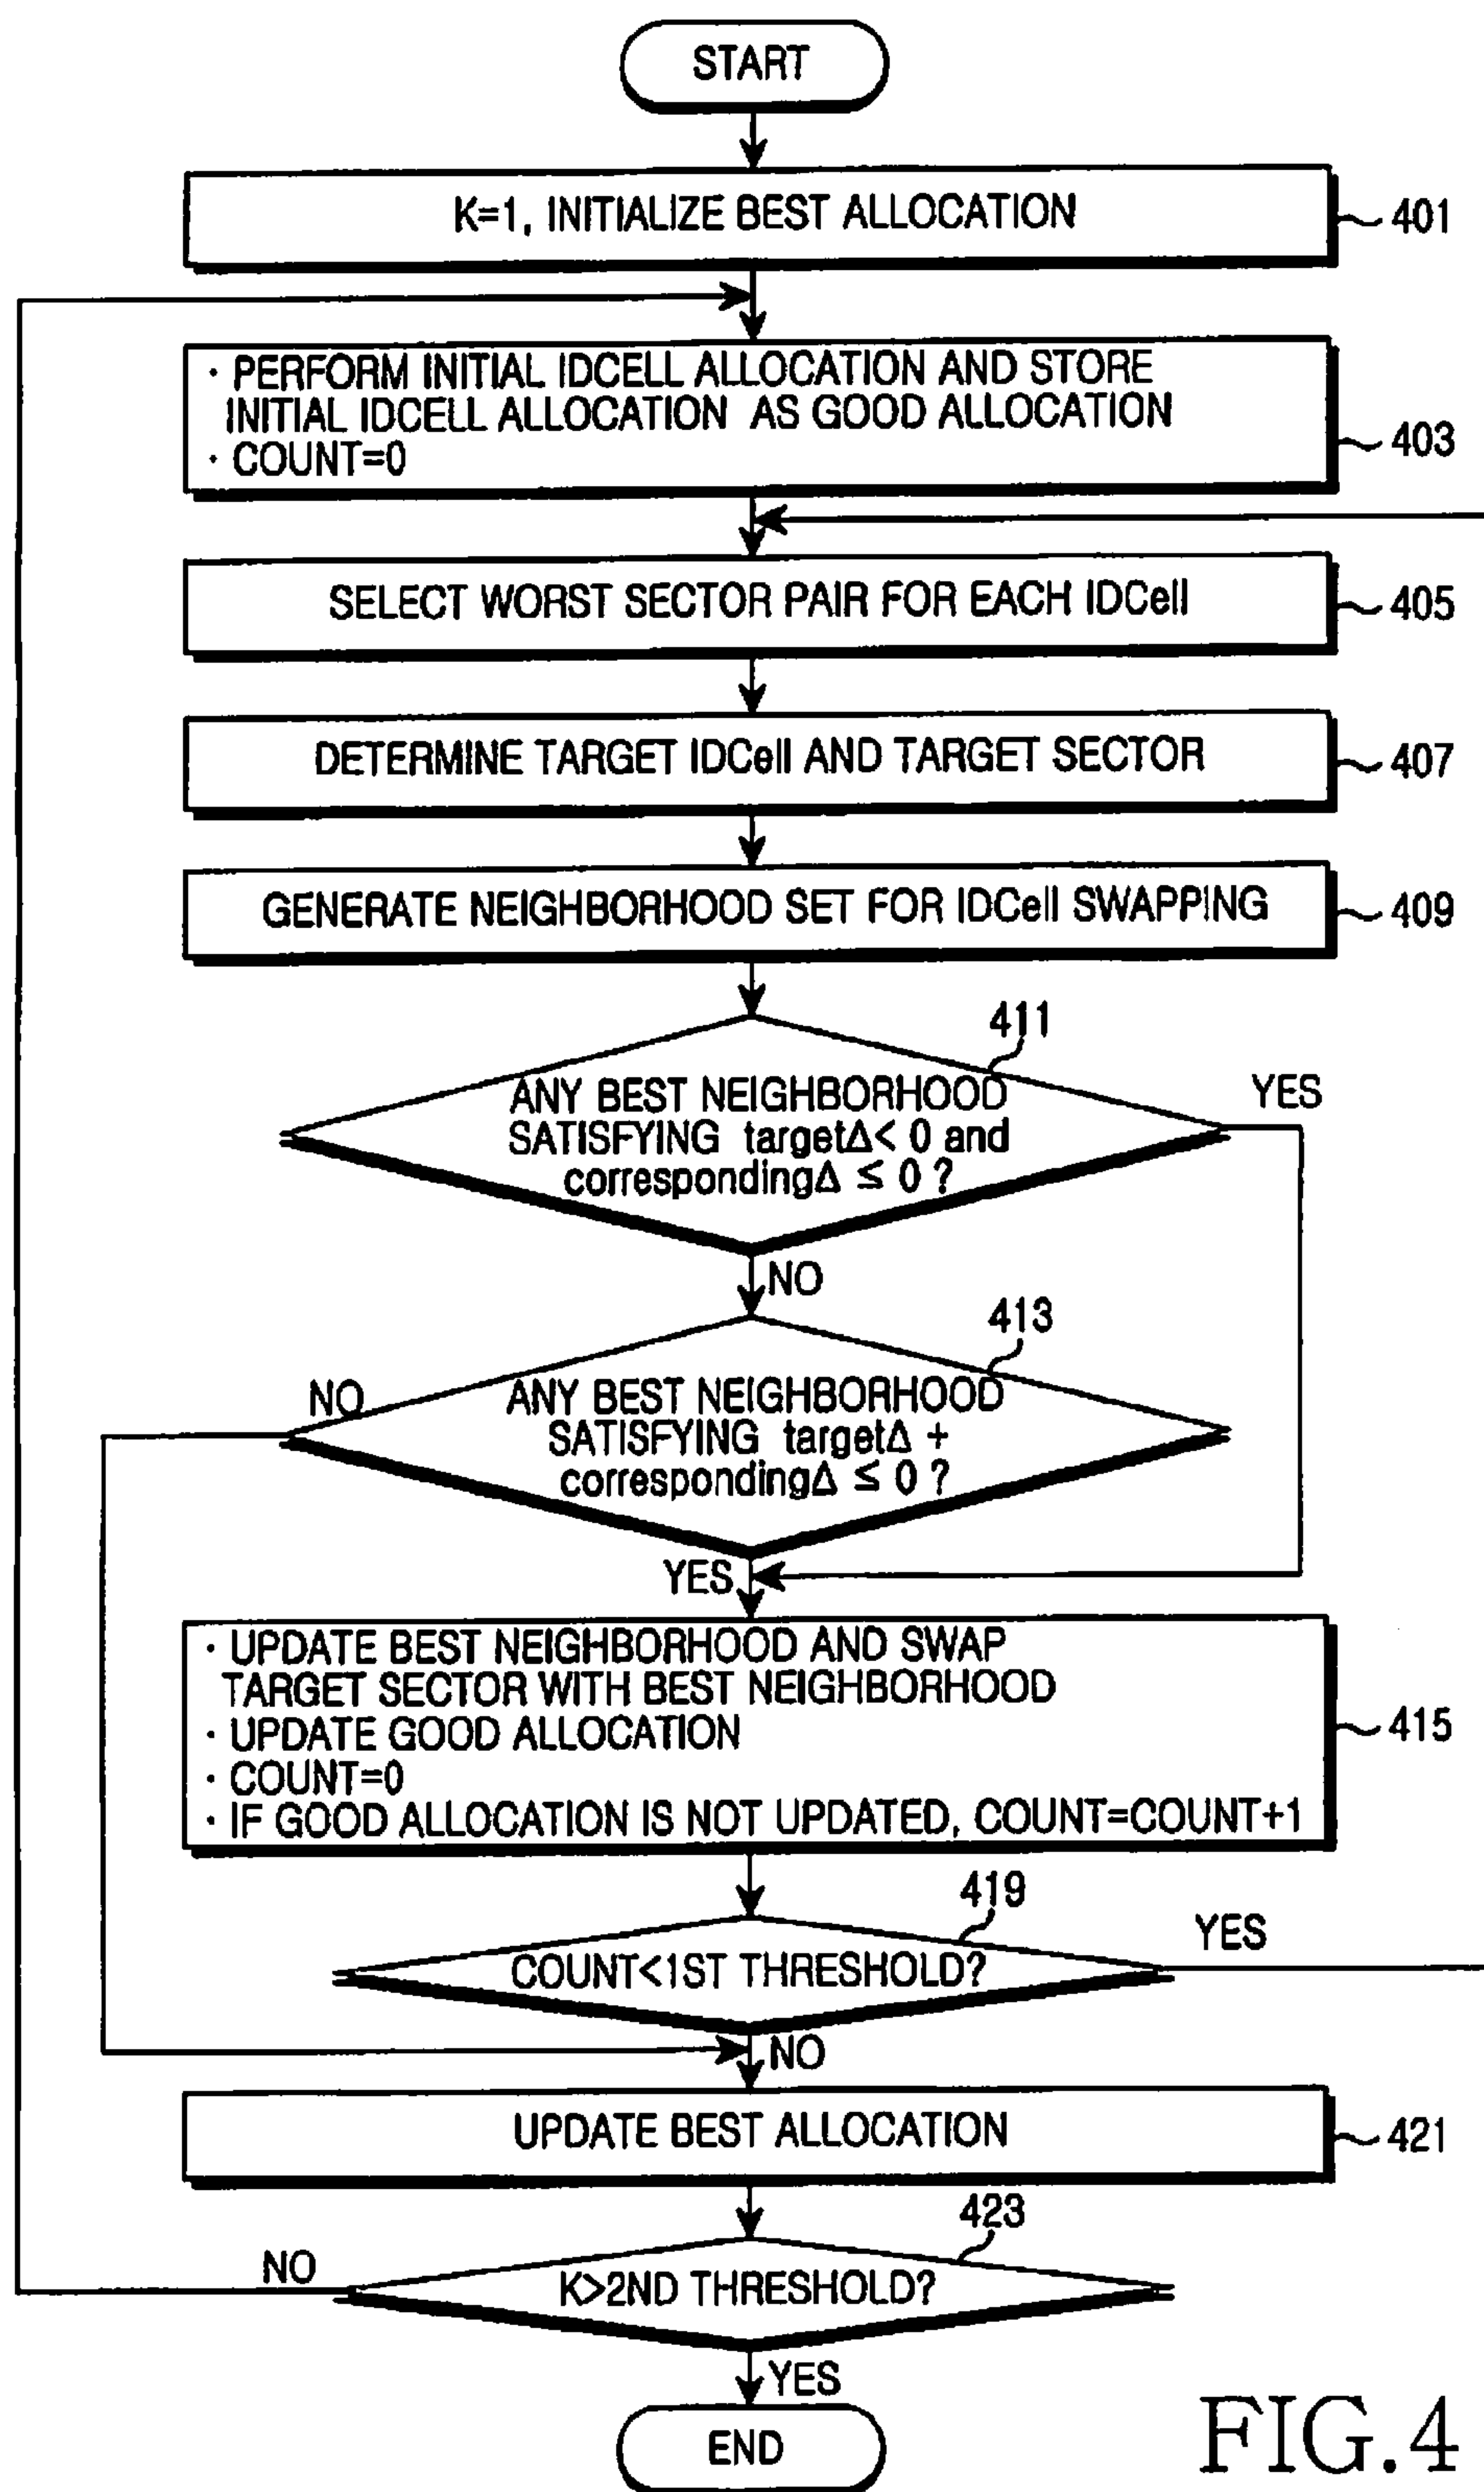 START
K=1, INITIALIZE BEST ALLOCATION
401
· PERFORM INITIAL IDCELL ALLOCATION AND STORE
INITIAL IDCELL ALLOCATION AS GOOD ALLOCATION
· COUNT=0
403
SELECT WORST SECTOR PAIR FOR EACH IDCell
405
DETERMINE TARGET IDCell AND TARGET SECTOR
407
GENERATE NEIGHBORHOOD SET FOR IDCell SWAPPING
409
411
ANY BEST NEIGHBORHOOD
SATISFYING targetΔ< 0 and
correspondingΔ ≤ 0 ?
YES
NO
413
ANY BEST NEIGHBORHOOD
SATISFYING targetΔ +
correspondingΔ ≤ 0 ?
NO
YES
· UPDATE BEST NEIGHBORHOOD AND SWAP
TARGET SECTOR WITH BEST NEIGHBORHOOD
· UPDATE GOOD ALLOCATION
· COUNT=0
· IF GOOD ALLOCATION IS NOT UPDATED, COUNT=COUNT+1
415
419
COUNT<1ST THRESHOLD?
YES
NO
UPDATE BEST ALLOCATION
421
423
K>2ND THRESHOLD?
NO
YES
END
FIG.4